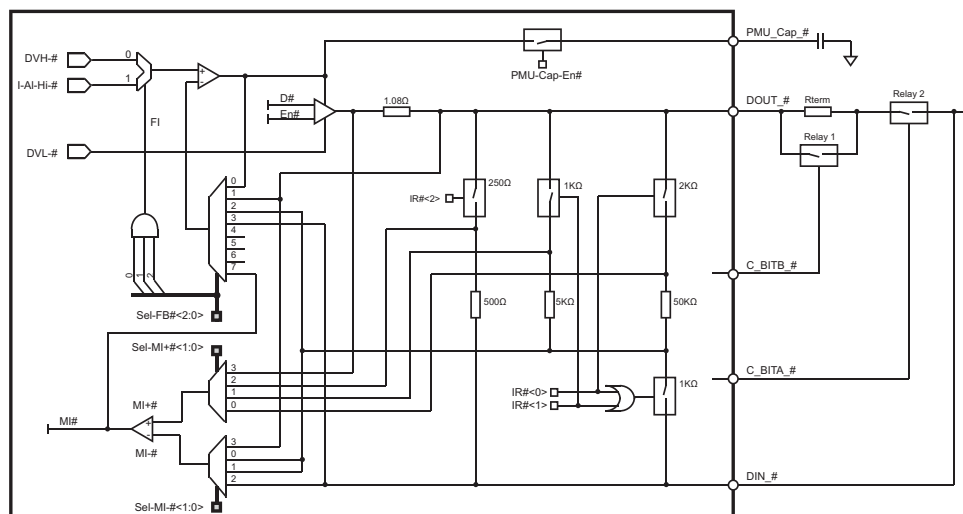 PMU_Cap_#
DVH-#
0
I-AI-Hi-#
1
+
-
PMU-Cap-En#
D#
En#
1.08Ω
DOUT_#
Rterm
Relay 2
FI
Relay 1
DVL-#
0
1
2
3
4
5
6
7
250Ω
1KΩ
2KΩ
IR#<2>
0
1
2
C_BITB_#
500Ω
5KΩ
50KΩ
Sel-FB#<2:0>
Sel-MI+#<1:0>
3
2
1
0
C_BITA_#
1KΩ
IR#<0>
IR#<1>
MI+#
MI#
+
-
MI-#
3
0
1
2
DIN_#
Sel-MI-#<1:0>